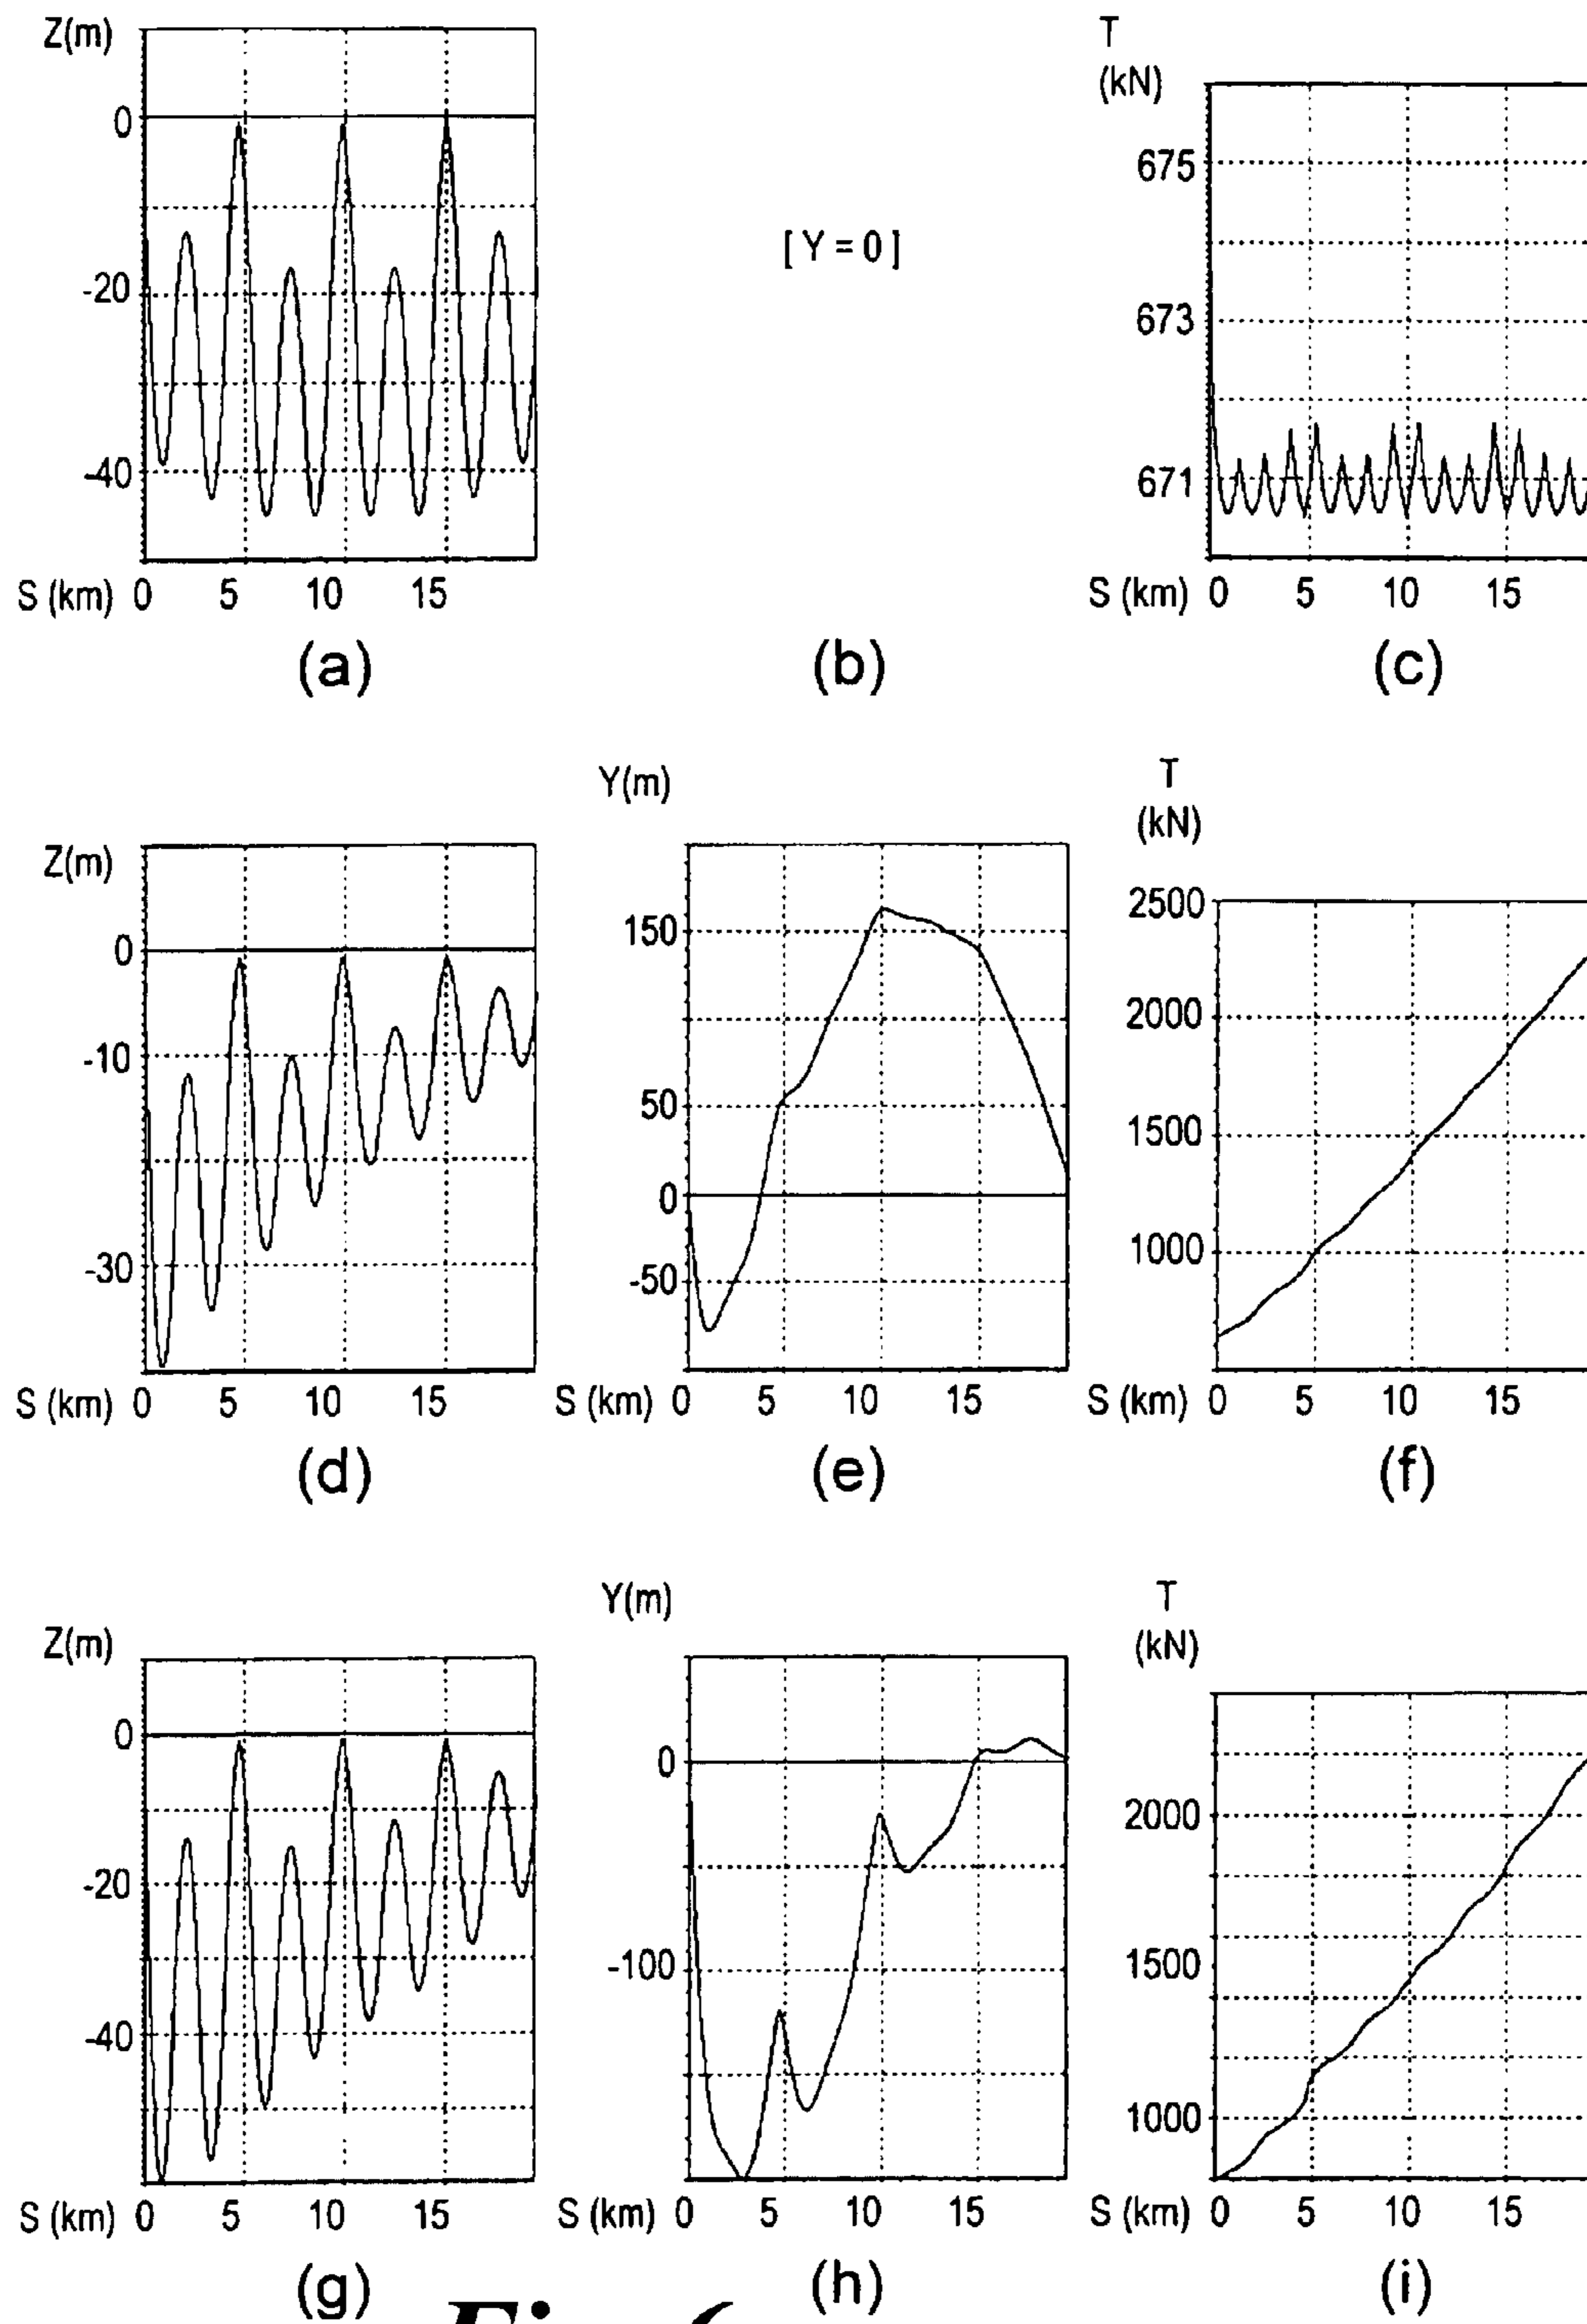 Z(m)
0
-20
-40
S (km) 0 5 10 15
(a)
[ Y = 0 ]
(b)
T
(kN)
675
673
671
S (km) 0 5 10 15
(c)
Z(m)
0
-10
-30
S (km) 0 5 10 15
(d)
Y(m)
150
50
0
-50
S (km) 0 5 10 15
(e)
T
(kN)
2500
2000
1500
1000
S (km) 0 5 10 15
(f)
Z(m)
0
-20
-40
S (km) 0 5 10 15
(g)
Y(m)
0
-100
S (km) 0 5 10 15
(h)
T
(kN)
2000
1500
1000
S (km) 0 5 10 15
(i)